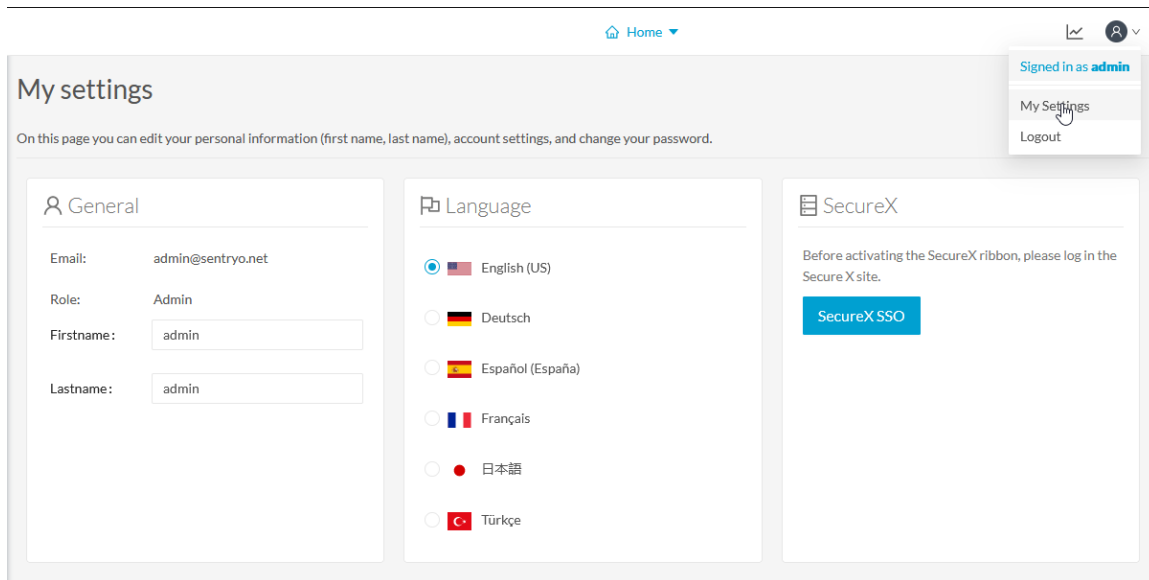 Home
Signed in as admin
My Settings
Logout
My settings
On this page you can edit your personal information (first name, last name), account settings, and change your password.
General
Email: admin@sentryo.net
Role: Admin
Firstname: admin
Lastname: admin
Language
English (US)
Deutsch
Español (España)
Français
日本語
Türkçe
SecureX
Before activating the SecureX ribbon, please log in the
Secure X site.
SecureX SSO